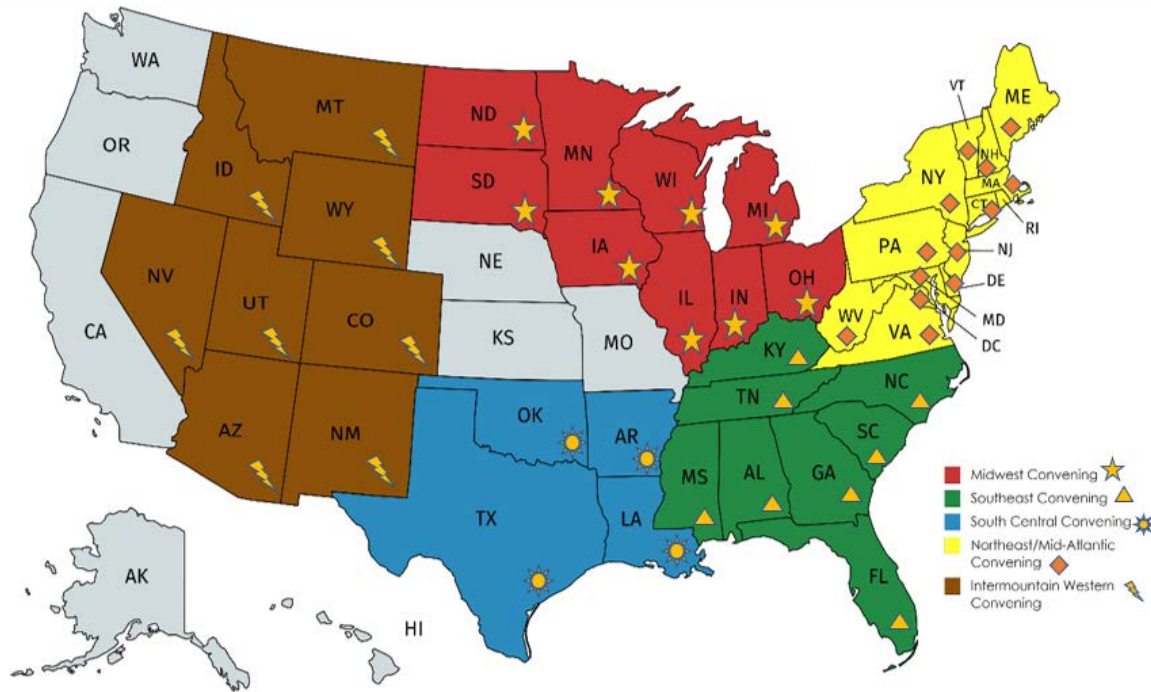 WA
MT
ND
MN
VT
ME
OR
ID
SD
WI
MI
NY
NH
MA
CT
RI
WY
IA
NE
PA
NJ
NV
UT
CO
IL
IN
OH
DE
MD
DC
WV
VA
CA
KS
MO
KY
AZ
NM
OK
AR
TN
NC
SC
MS
AL
GA
TX
LA
FL
AK
HI
Midwest Convening
Southeast Convening
South Central Convening
Northeast/Mid-Atlantic
Convening
Intermountain Western
Convening